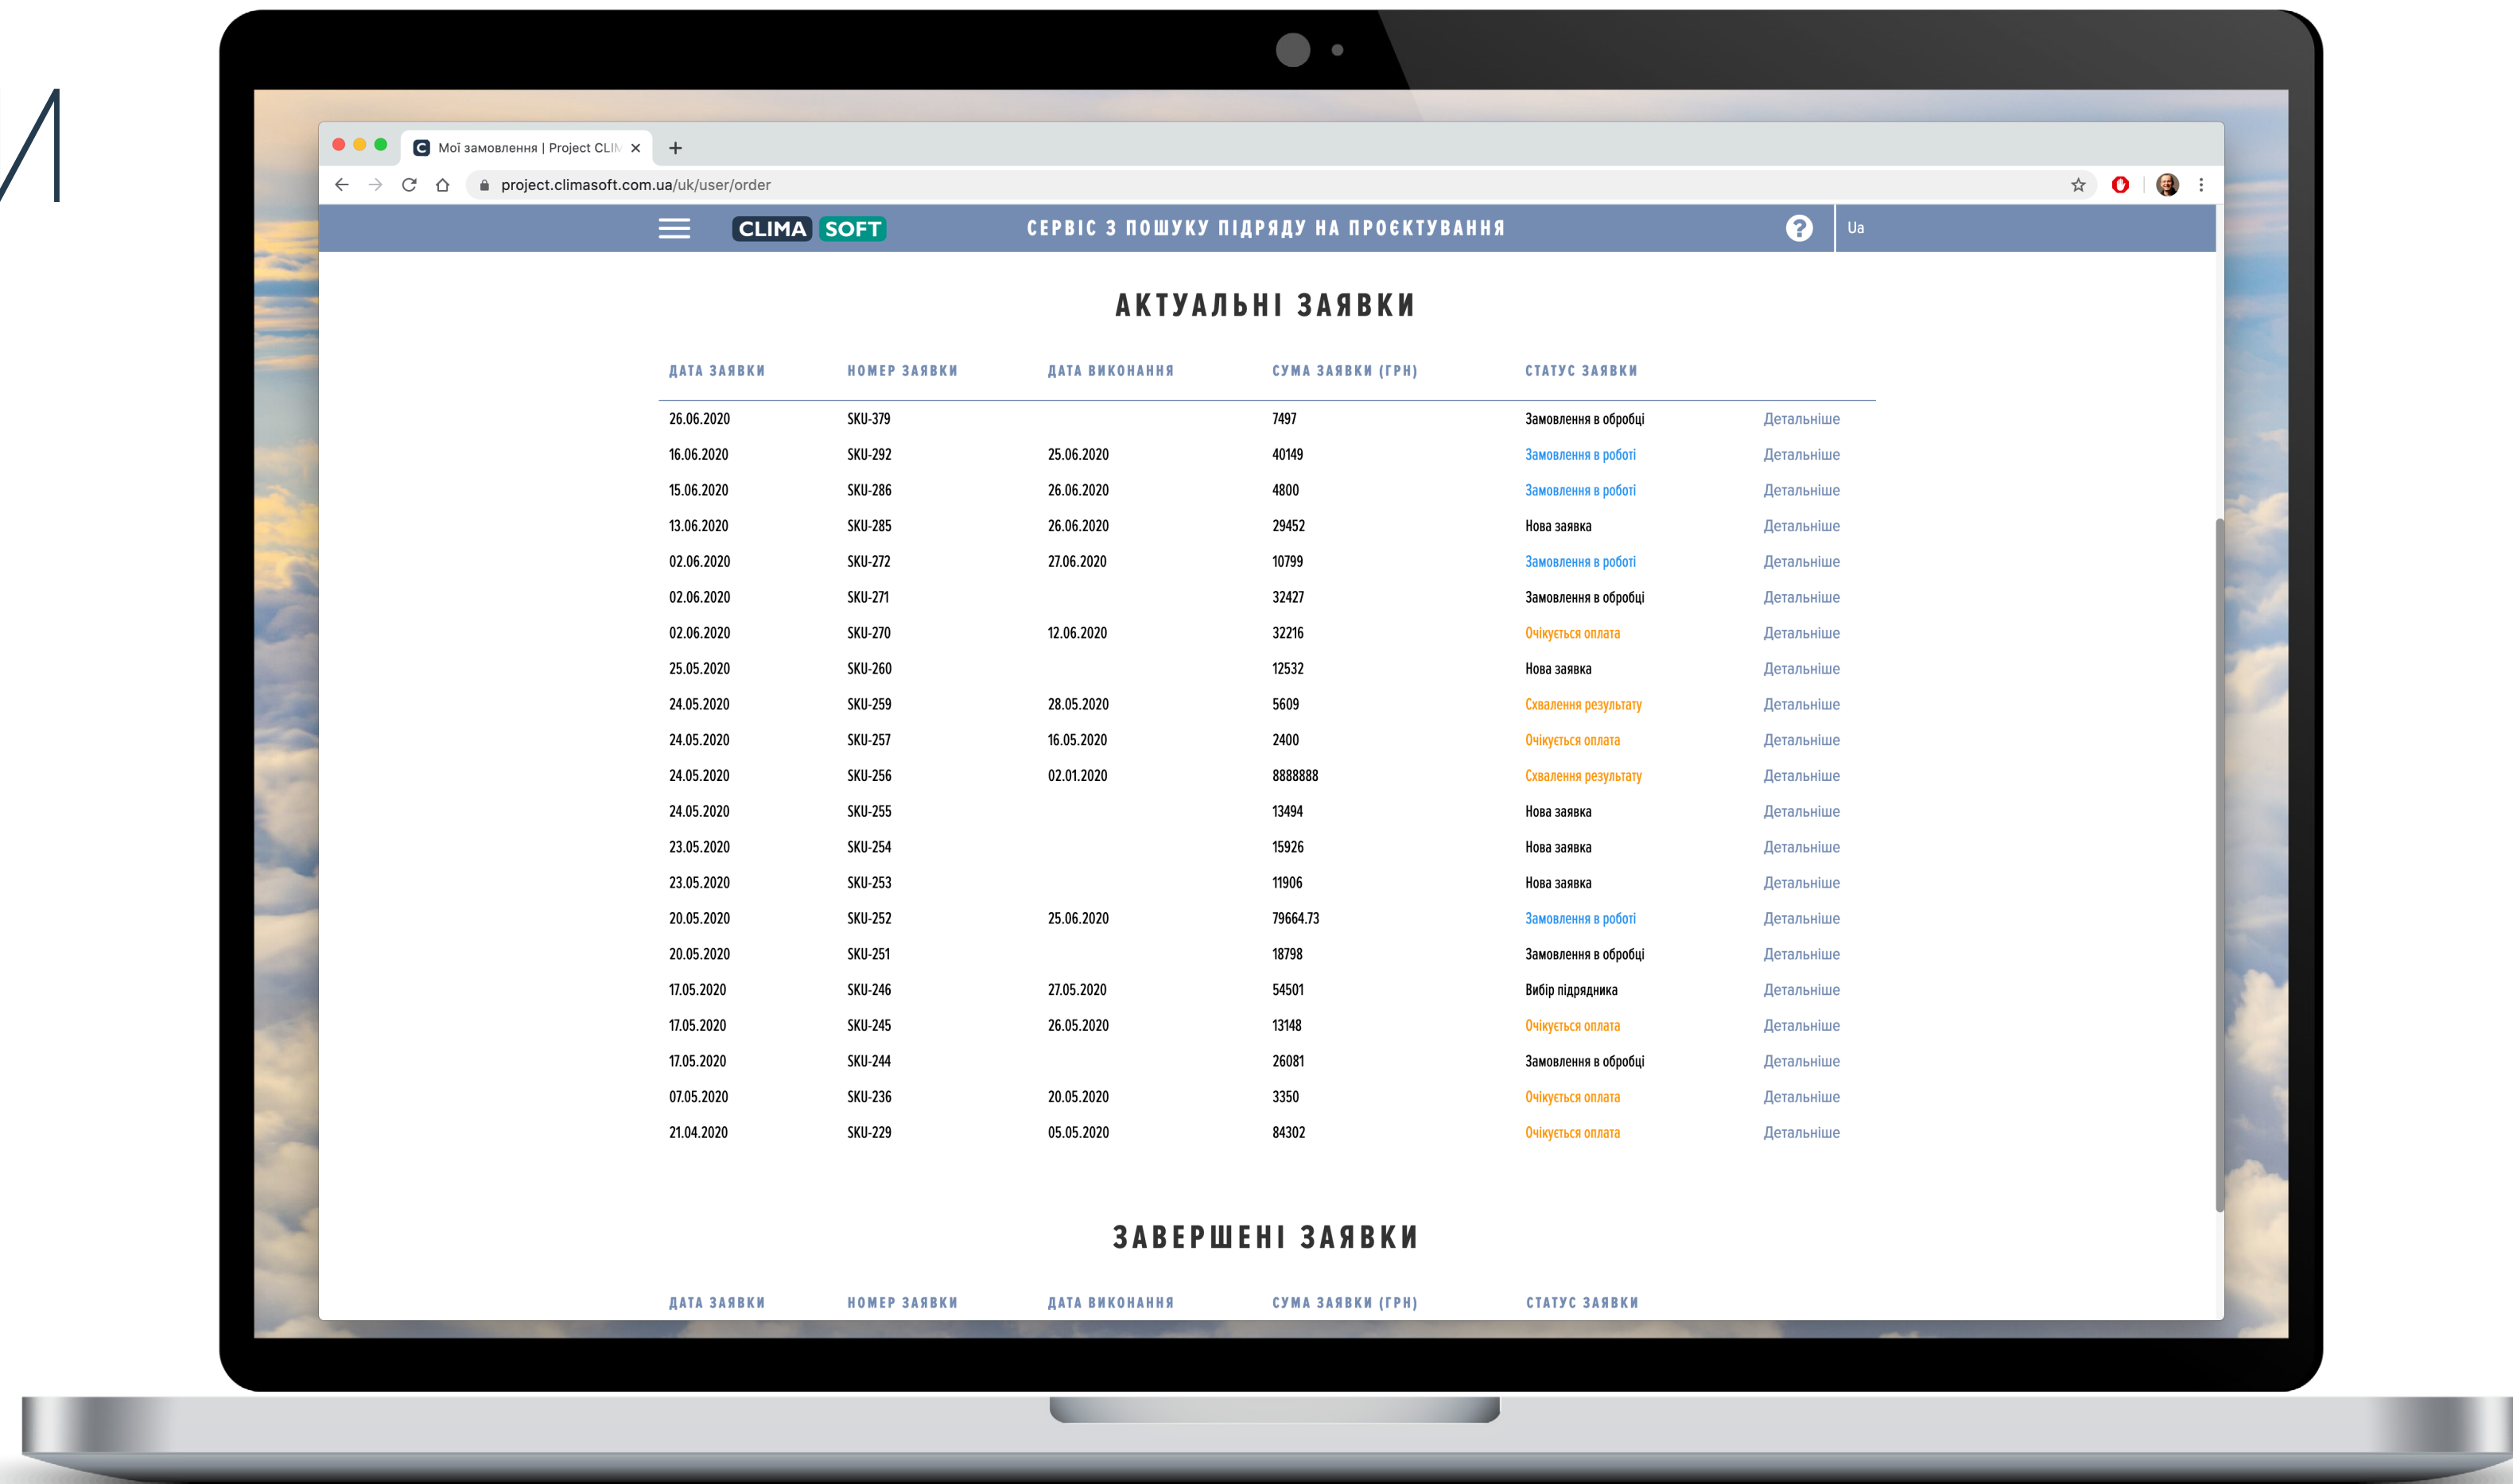 И
Мої замовлення | Project CLIM
project.climasoft.com.ua/uk/user/order
CLIMA SOFT СЕРВІС З ПОШУКУ ПІДРЯДУ НА ПРОЄКТУВАННЯ ? Ua
АКТУАЛЬНІ ЗАЯВКИ
ДАТА ЗАЯВКИ НОМЕР ЗАЯВКИ ДАТА ВИКОНАННЯ СУМА ЗАЯВКИ (ГРН) СТАТУС ЗАЯВКИ
26.06.2020 SKU-379 7497 Замовлення в обробці Детальніше
16.06.2020 SKU-292 25.06.2020 40149 Замовлення в роботі Детальніше
15.06.2020 SKU-286 26.06.2020 4800 Замовлення в роботі Детальніше
13.06.2020 SKU-285 26.06.2020 29452 Нова заявка Детальніше
02.06.2020 SKU-272 27.06.2020 10799 Замовлення в роботі Детальніше
02.06.2020 SKU-271 32427 Замовлення в обробці Детальніше
02.06.2020 SKU-270 12.06.2020 32216 Очікується оплата Детальніше
25.05.2020 SKU-260 12532 Нова заявка Детальніше
24.05.2020 SKU-259 28.05.2020 5609 Схвалення результату Детальніше
24.05.2020 SKU-257 16.05.2020 2400 Очікується оплата Детальніше
24.05.2020 SKU-256 02.01.2020 8888888 Схвалення результату Детальніше
24.05.2020 SKU-255 13494 Нова заявка Детальніше
23.05.2020 SKU-254 15926 Нова заявка Детальніше
23.05.2020 SKU-253 11906 Нова заявка Детальніше
20.05.2020 SKU-252 25.06.2020 79664.73 Замовлення в роботі Детальніше
20.05.2020 SKU-251 18798 Замовлення в обробці Детальніше
17.05.2020 SKU-246 27.05.2020 54501 Вибір підрядника Детальніше
17.05.2020 SKU-245 26.05.2020 13148 Очікується оплата Детальніше
17.05.2020 SKU-244 26081 Замовлення в обробці Детальніше
07.05.2020 SKU-236 20.05.2020 3350 Очікується оплата Детальніше
21.04.2020 SKU-229 05.05.2020 84302 Очікується оплата Детальніше
ЗАВЕРШЕНІ ЗАЯВКИ
ДАТА ЗАЯВКИ НОМЕР ЗАЯВКИ ДАТА ВИКОНАННЯ СУМА ЗАЯВКИ (ГРН) СТАТУС ЗАЯВКИ